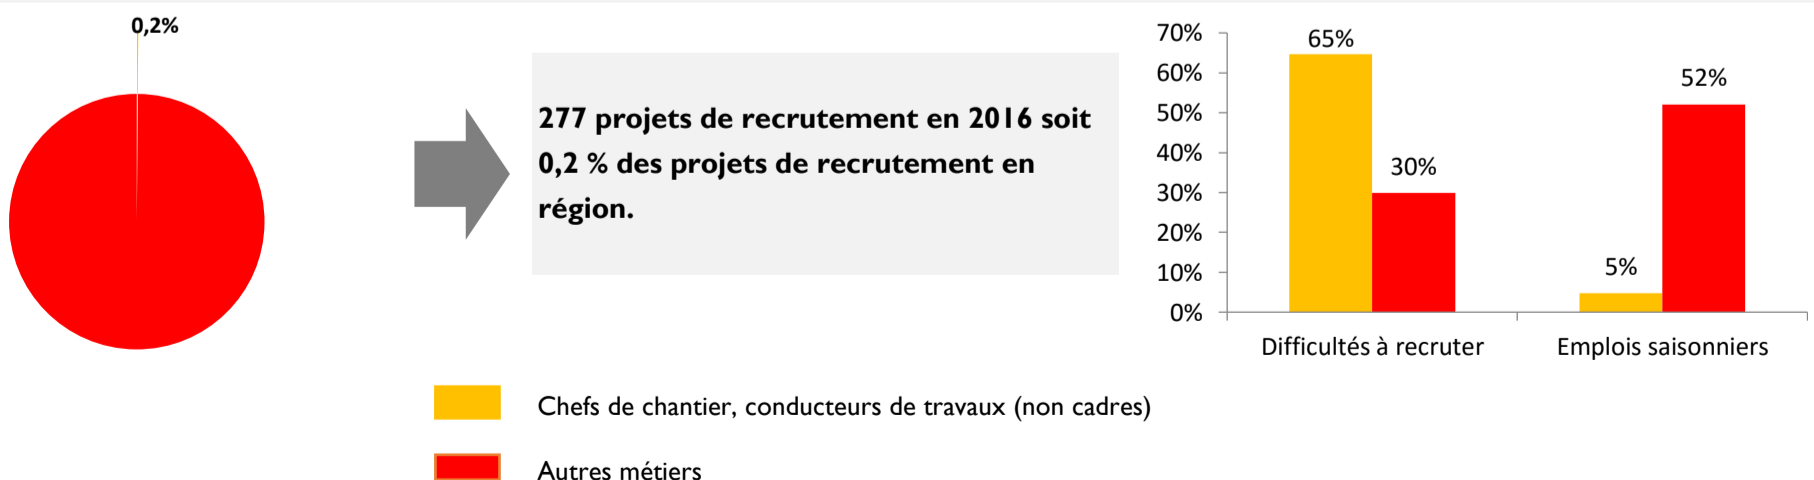 0,2%
277 projets de recrutement en 2016 soit
0,2 % des projets de recrutement en
région.
70%
60%
50%
40%
30%
20%
10%
0%
65%
30%
5%
52%
Difficultés à recruter
Emplois saisonniers
Chefs de chantier, conducteurs de travaux (non cadres)
Autres métiers